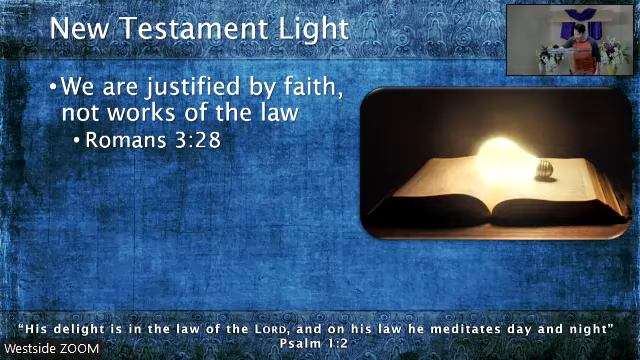 New Testament Light
• We are justified by faith,
not works of the law
• Romans 3:28
“His delight is in the law of the LORD, and on his law he meditates day and night”
Psalm 1:2
Westside ZOOM